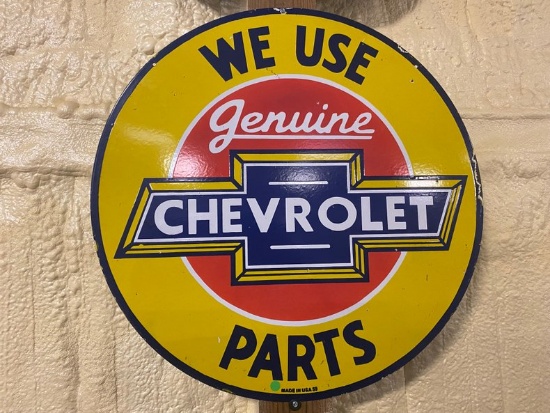 WE USE
Genuine
CHEVROLET
PARTS
MADE IN USA